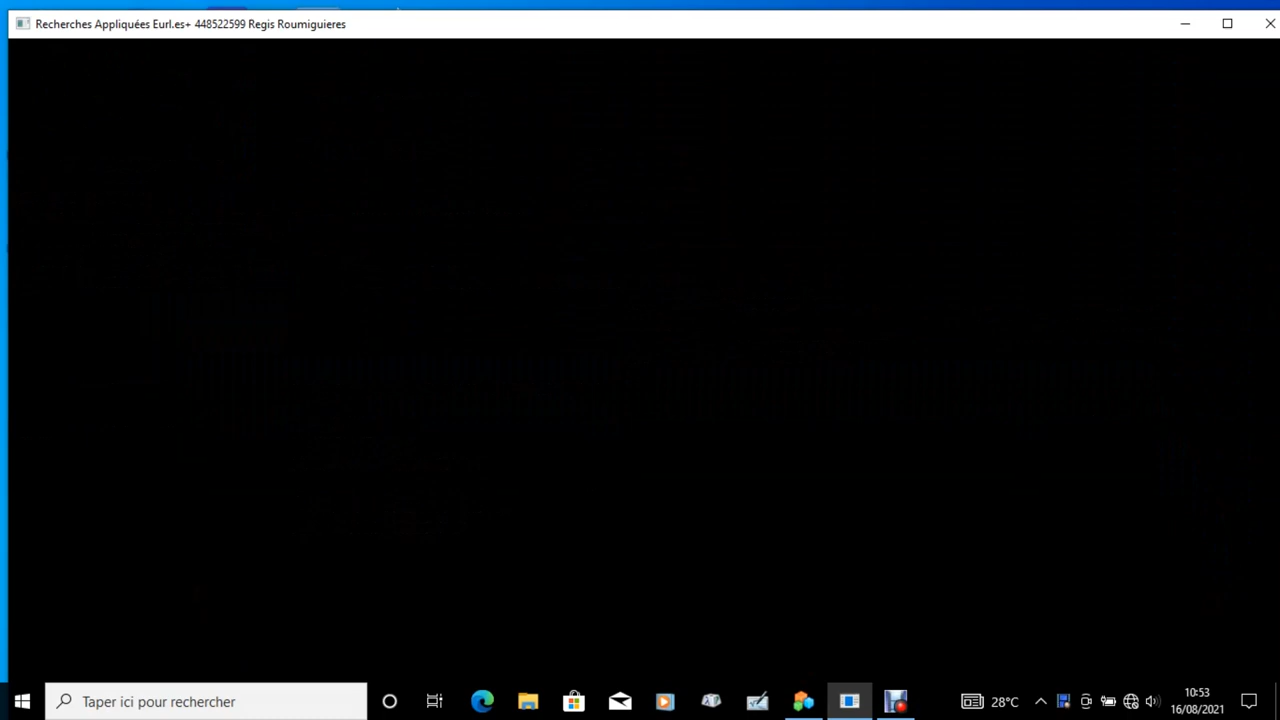 Recherches Appliquées Eurl.es+ 448522599 Regis Roumiguieres
Taper ici pour rechercher
28°C
10:53
16/08/2021